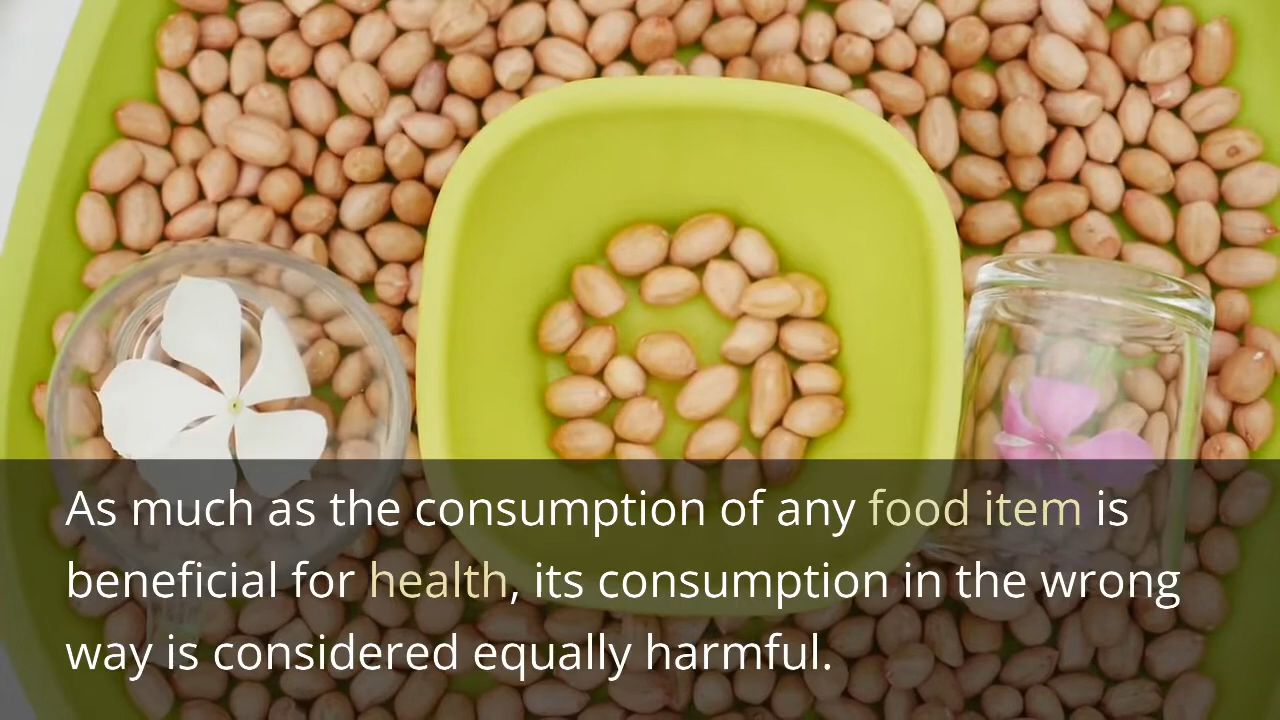 As much as the consumption of any food item is
beneficial for health, its consumption in the wrong
way is considered equally harmful.